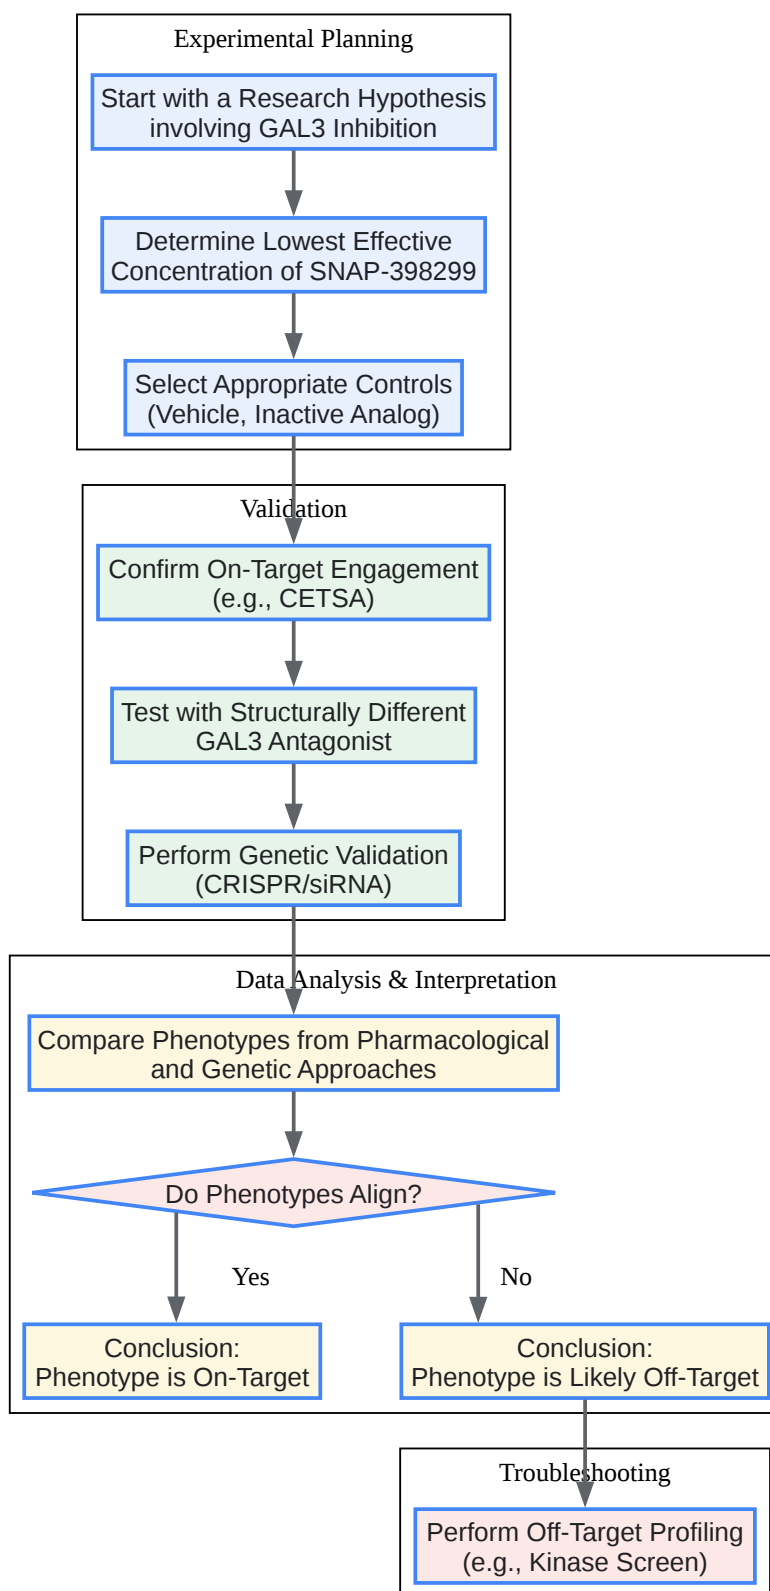 Experimental Planning
Start with a Research Hypothesis
involving GAL3 Inhibition
Determine Lowest Effective
Concentration of SNAP-398299
Select Appropriate Controls
(Vehicle, Inactive Analog)
Validation
Confirm On-Target Engagement
(e.g., CETSA)
Test with Structurally Different
GAL3 Antagonist
Perform Genetic Validation
(CRISPR/siRNA)
Data Analysis & Interpretation
Compare Phenotypes from Pharmacological
and Genetic Approaches
Do Phenotypes Align?
Yes
No
Conclusion:
Phenotype is On-Target
Conclusion:
Phenotype is Likely Off-Target
Troubleshooting
Perform Off-Target Profiling
(e.g., Kinase Screen)